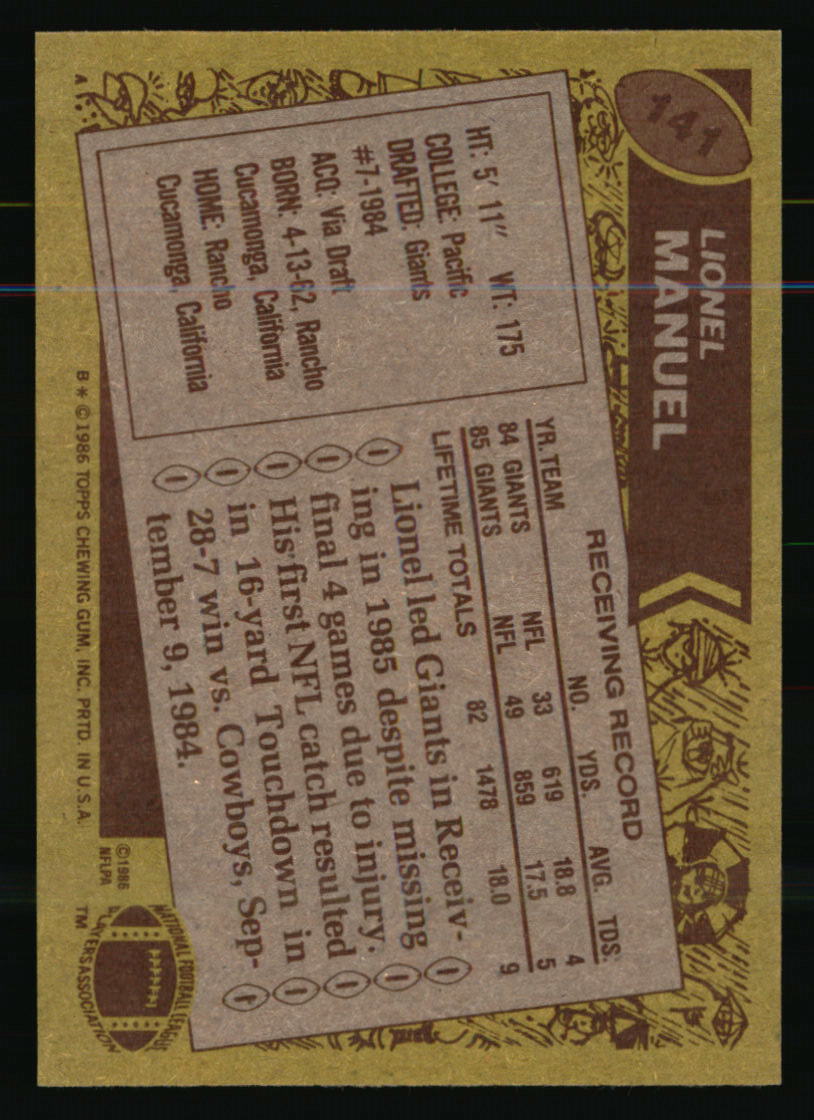 141
LIONEL
MANUEL
HT: 5' 11" WT: 175
COLLEGE: Pacific
DRAFTED: Giants
#7-1984
ACQ: Via Draft
BORN: 4-13-62, Rancho
Cucamonga, California
HOME: Rancho
Cucamonga, California
RECEIVING RECORD
YR. TEAM NO. YDS. AVG. TDS.
84 GIANTS NFL 33 619 18.8 4
85 GIANTS NFL 49 859 17.5 5
LIFETIME TOTALS 82 1478 18.0 9
Lionel led Giants in Receiv-
ing in 1985 despite missing
final 4 games due to injury.
His first NFL catch resulted
in 16-yard Touchdown in
28-7 win vs. Cowboys, Sep-
tember 9, 1984.
A
B * © 1986 TOPPS CHEWING GUM, INC. PRTD. IN U.S.A.
© 1986
NFLPA
NATIONAL FOOTBALL LEAGUE
PLAYERS ASSOCIATION
TM